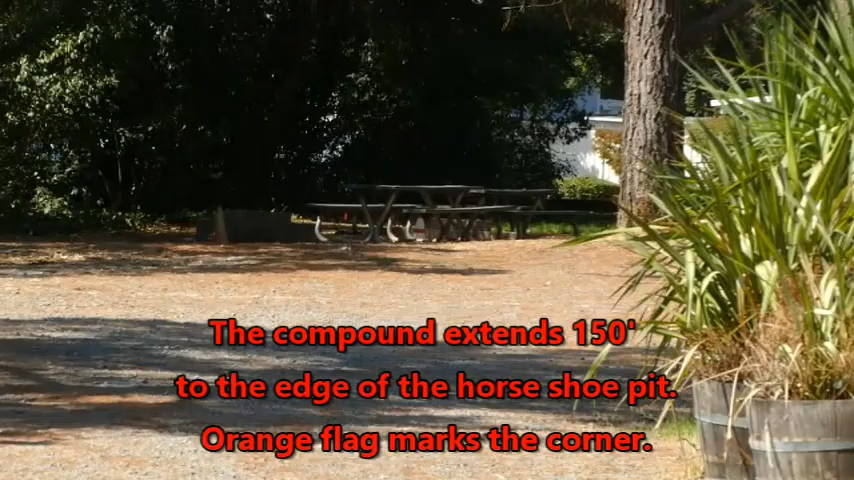 The compound extends 150'
to the edge of the horse shoe pit.
Orange flag marks the corner.